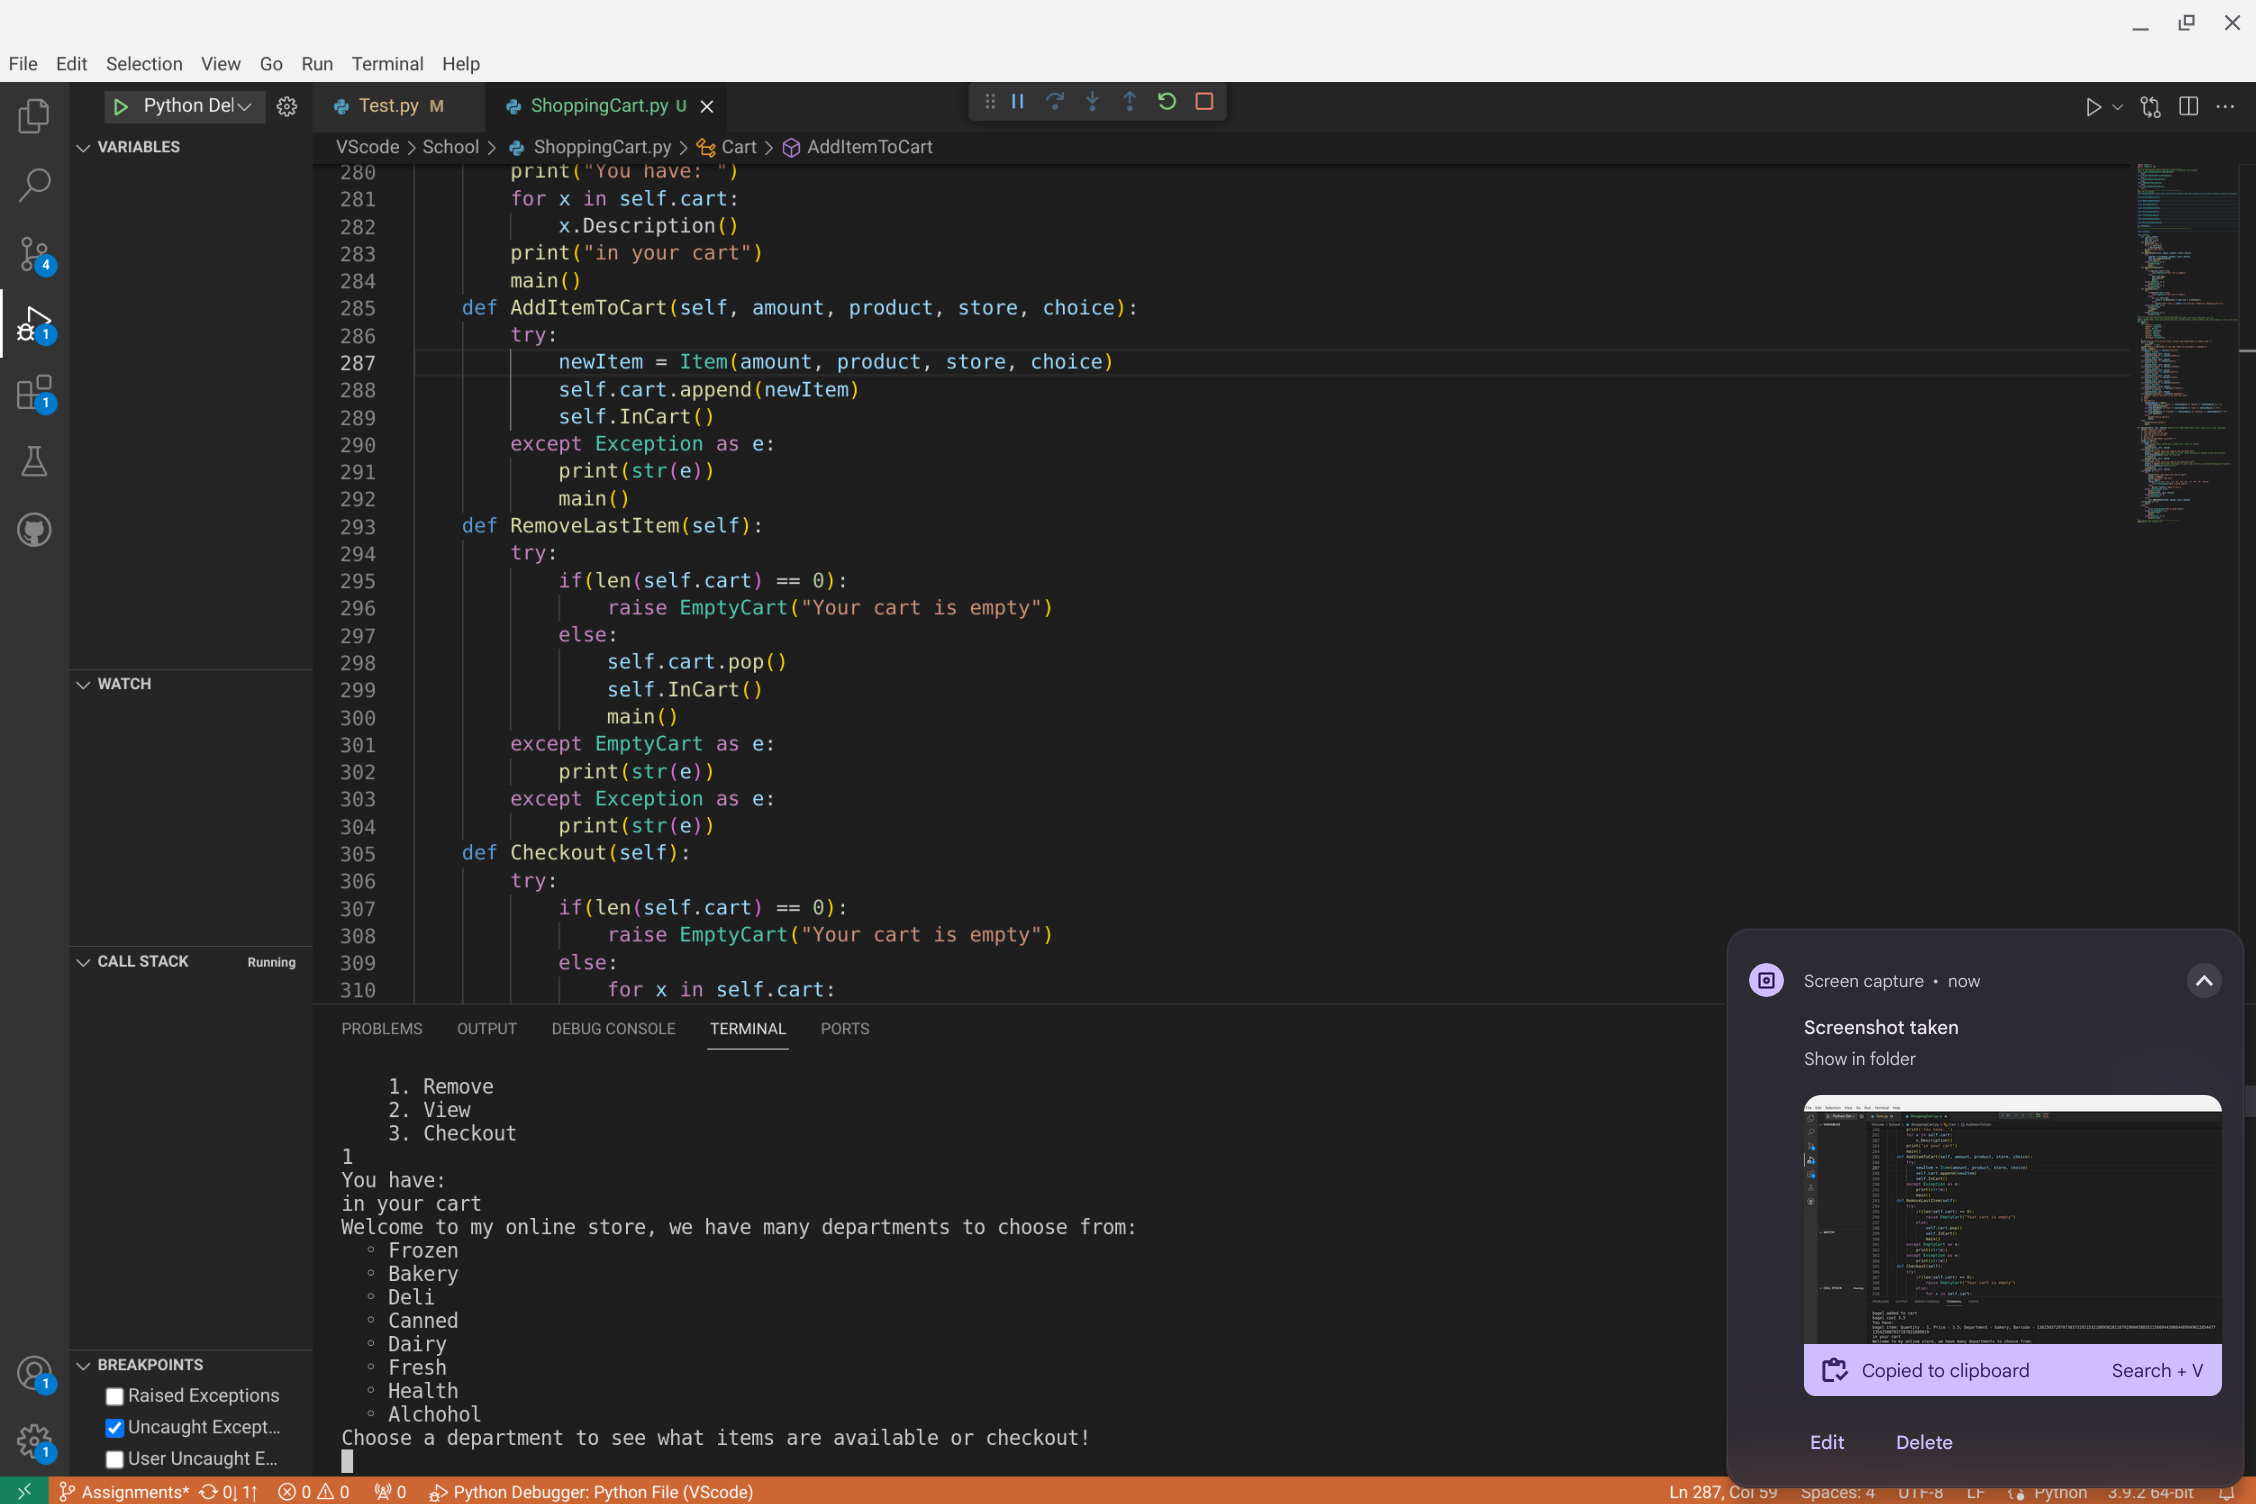 File Edit Selection View Go Run Terminal Help
Python Del
Test.py M
ShoppingCart.py U
VARIABLES
VScode > School > ShoppingCart.py > Cart > AddItemToCart
280 print("You have: ")
281 for x in self.cart:
282 x.Description()
283 print("in your cart")
284 main()
285 def AddItemToCart(self, amount, product, store, choice):
286 try:
287 newItem = Item(amount, product, store, choice)
288 self.cart.append(newItem)
289 self.InCart()
290 except Exception as e:
291 print(str(e))
292 main()
293 def RemoveLastItem(self):
294 try:
295 if(len(self.cart) == 0):
296 raise EmptyCart("Your cart is empty")
297 else:
298 self.cart.pop()
299 self.InCart()
300 main()
301 except EmptyCart as e:
302 print(str(e))
303 except Exception as e:
304 print(str(e))
305 def Checkout(self):
306 try:
307 if(len(self.cart) == 0):
308 raise EmptyCart("Your cart is empty")
309 else:
310 for x in self.cart:
4
1
1
WATCH
CALL STACK Running
BREAKPOINTS
Raised Exceptions
Uncaught Except...
User Uncaught E...
1
1
PROBLEMS OUTPUT DEBUG CONSOLE TERMINAL PORTS
1. Remove
2. View
3. Checkout
1
You have:
in your cart
Welcome to my online store, we have many departments to choose from:
◦ Frozen
◦ Bakery
◦ Deli
◦ Canned
◦ Dairy
◦ Fresh
◦ Health
◦ Alchohol
Choose a department to see what items are available or checkout!
Screen capture • now
Screenshot taken
Show in folder
Copied to clipboard Search + V
Edit Delete
Assignments* 0↓ 1↑ 0 0 0 Python Debugger: Python File (VScode)
Ln 287, Col 59 Spaces: 4 UTF-8 LF Python 3.9.2 64-bit